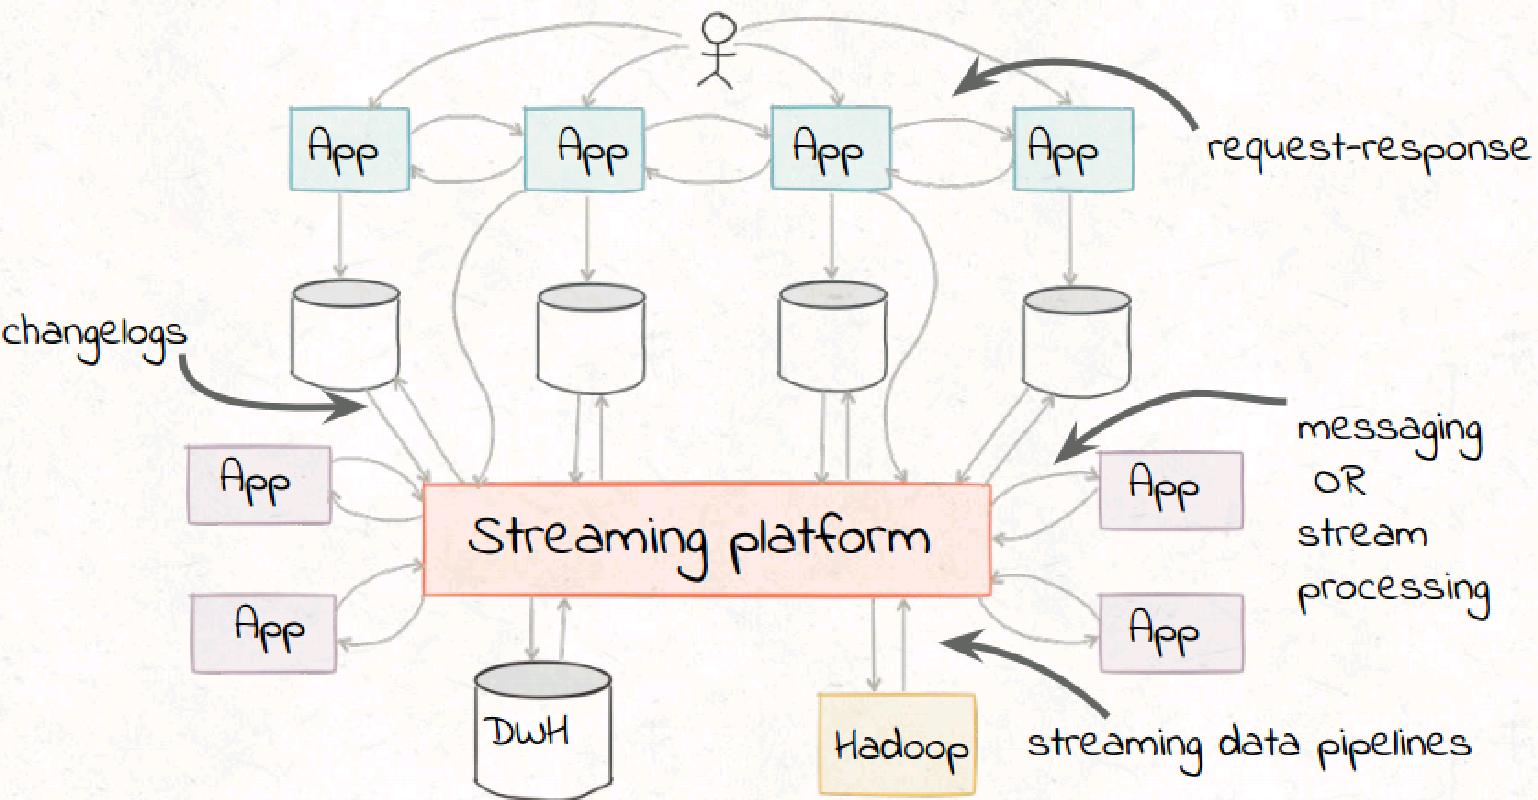 App
App
App
App
request-response
changelogs
messaging
OR
stream
processing
App
App
Streaming platform
App
App
DWH
Hadoop
streaming data pipelines